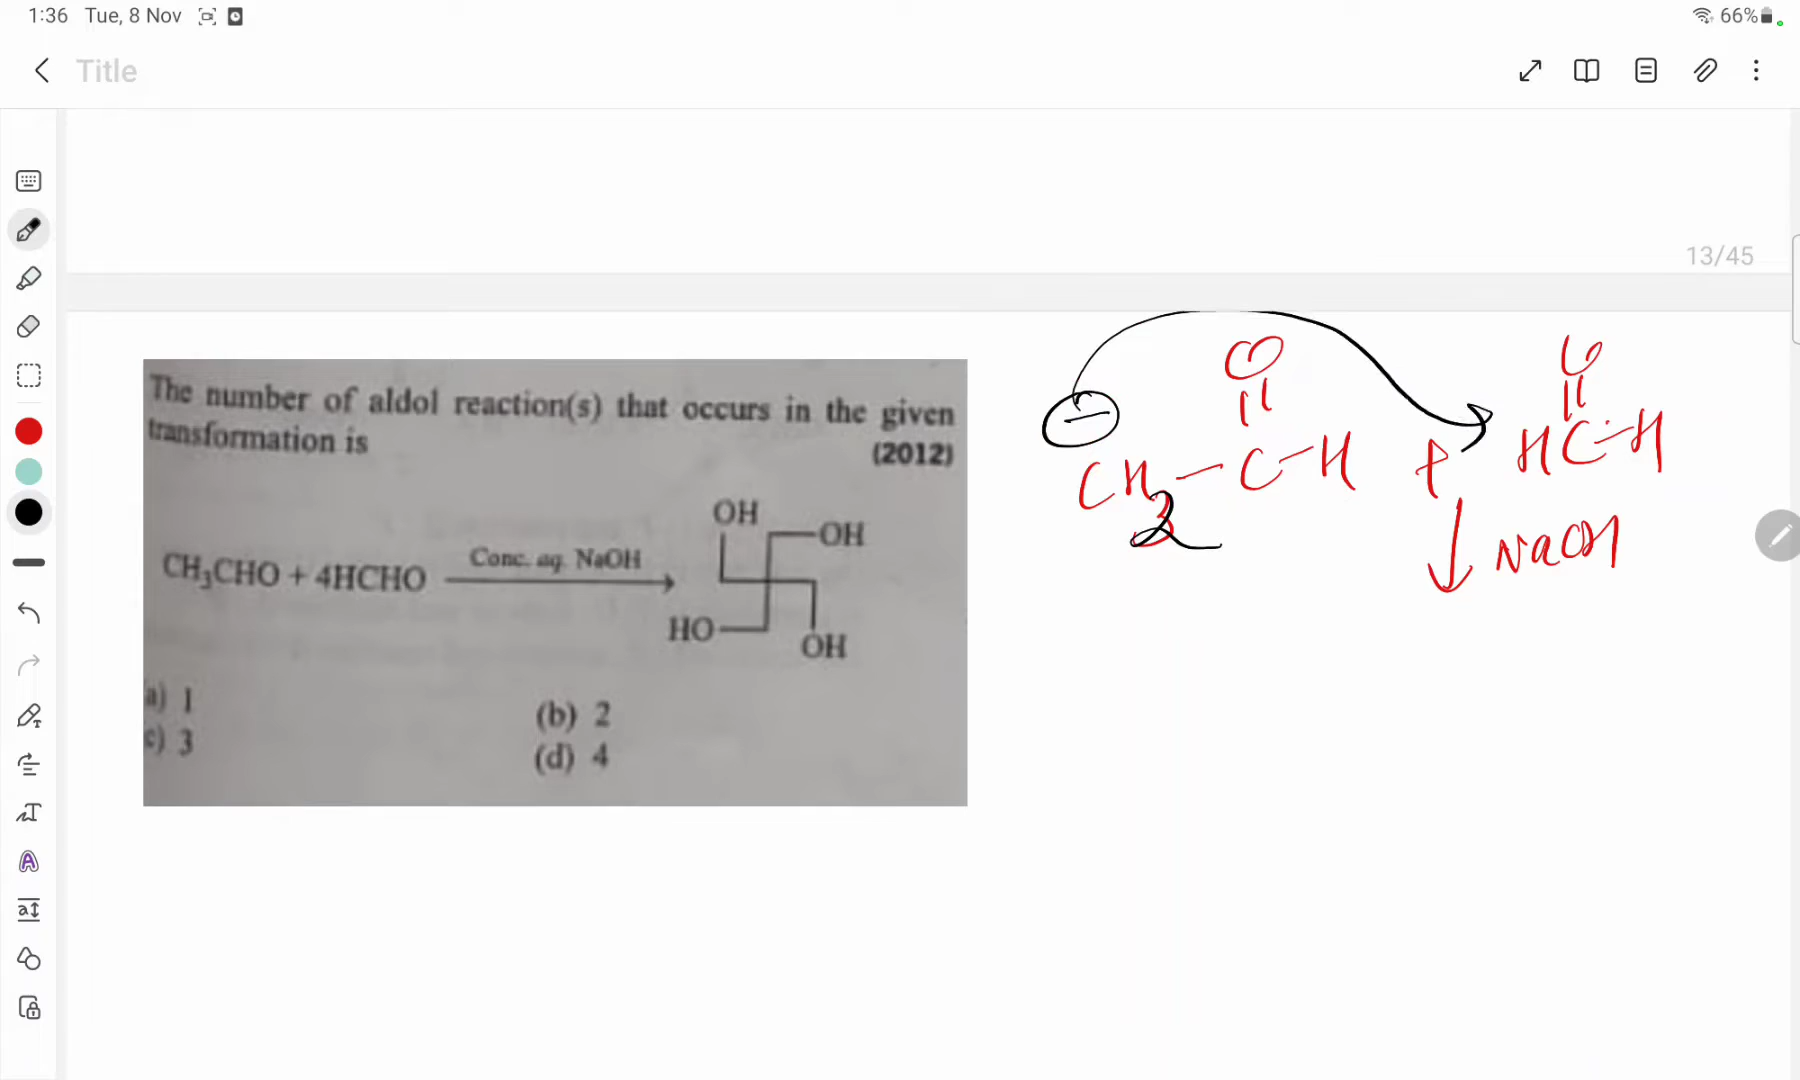 1:36 Tue, 8 Nov
66%
Title
13/45
The number of aldol reaction(s) that occurs in the given
transformation is
(2012)
CH₃CHO + 4HCHO
Conc. aq. NaOH
OH
OH
HO
OH
a) 1
(b) 2
c) 3
(d) 4
O
O
CH₂ — C – H + HC – H
NaOH